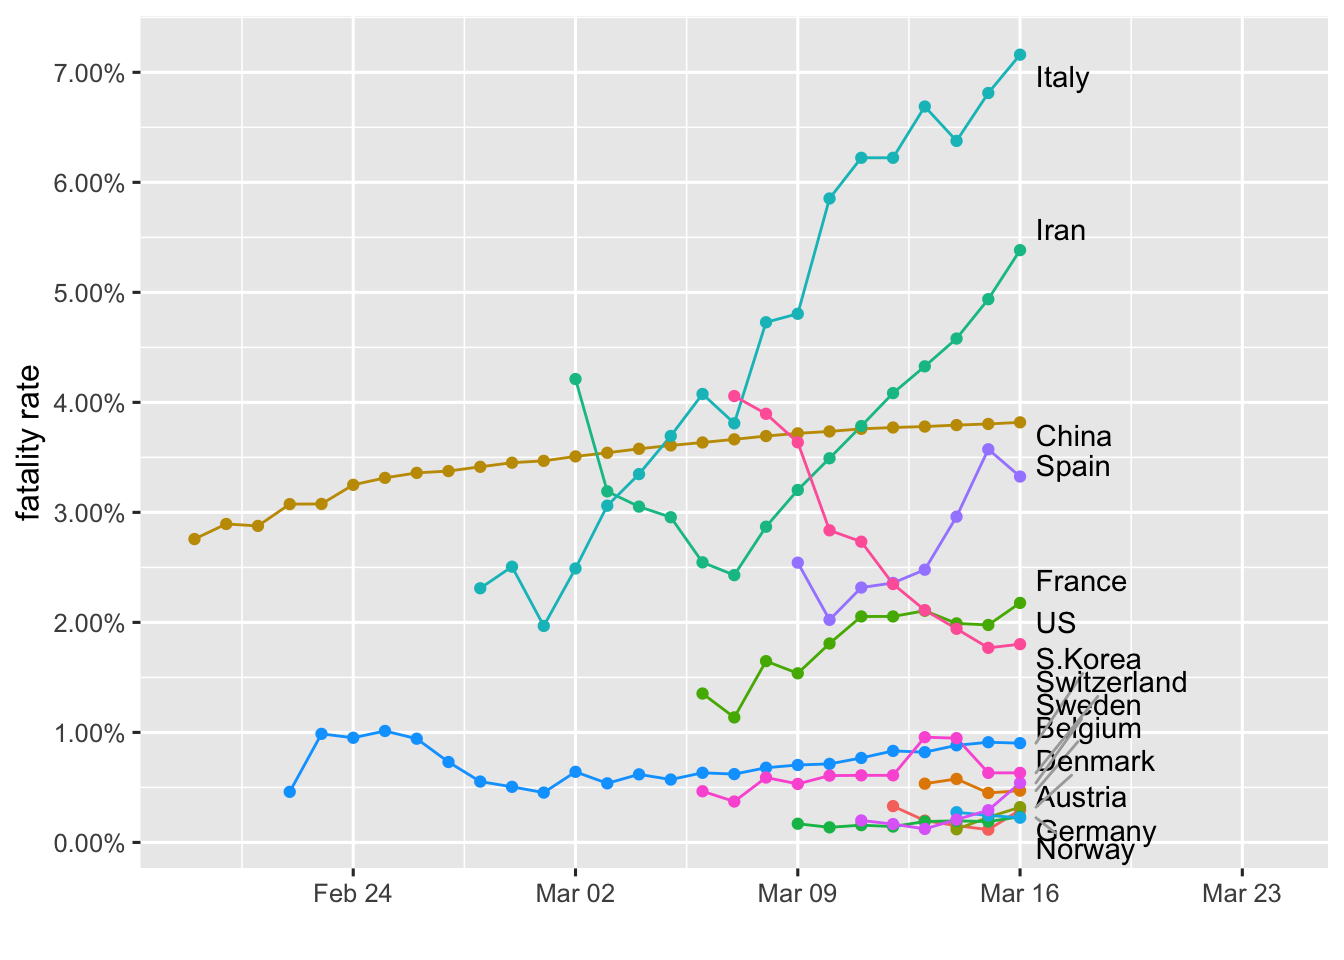 7.00%
6.00%
5.00%
4.00%
3.00%
2.00%
1.00%
0.00%
fatality rate
Italy
Iran
China
Spain
France
US
S.Korea
Switzerland
Sweden
Belgium
Denmark
Austria
Germany
Norway
Feb 24
Mar 02
Mar 09
Mar 16
Mar 23